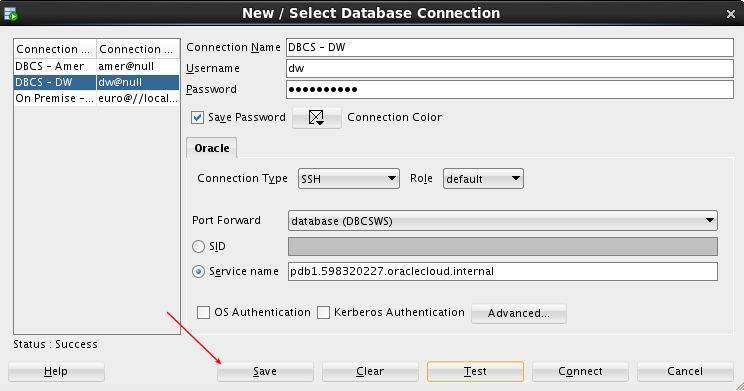 New / Select Database Connection
Connection ... Connection ...
DBCS - Amer amer@null
DBCS - DW dw@null
On Premise -... euro@//local...
Connection Name DBCS - DW
Username dw
Password ●●●●●●●●●●
Save Password Connection Color
Oracle
Connection Type SSH Role default
Port Forward database (DBCSWS)
SID
Service name pdb1.598320227.oraclecloud.internal
OS Authentication Kerberos Authentication Advanced...
Status : Success
Help Save Clear Test Connect Cancel